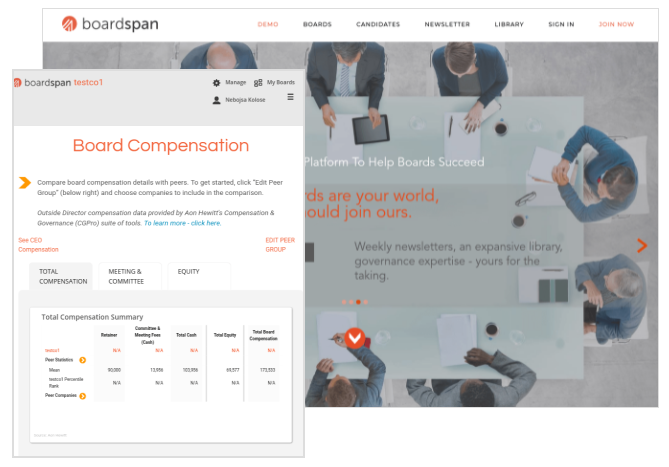 boardspan
DEMO
BOARDS
CANDIDATES
NEWSLETTER
LIBRARY
SIGN IN
JOIN NOW
Platform To Help Boards Succeed
ds are your world,
ould join ours.
Weekly newsletters, an expansive library,
governance expertise - yours for the
taking.
boardspan testco1
Manage
My Boards
Nebojsa Kolose
Board Compensation
Compare board compensation details with peers. To get started, click "Edit Peer
Group" (below right) and choose companies to include in the comparison.
Outside Director compensation data provided by Aon Hewitt's Compensation &
Governance (CGPro) suite of tools. To learn more - click here.
See CEO
Compensation
EDIT PEER
GROUP
TOTAL
COMPENSATION
MEETING &
COMMITTEE
EQUITY
Total Compensation Summary
Retainer
Committee &
Meeting Fees
(Cash)
Total Cash
Total Equity
Total Board
Compensation
testco1 N/A N/A N/A N/A N/A
Peer Statistics
Mean 90,000 13,956 103,956 69,577 173,533
testco1 Percentile
Rank
N/A N/A N/A N/A N/A
Peer Companies